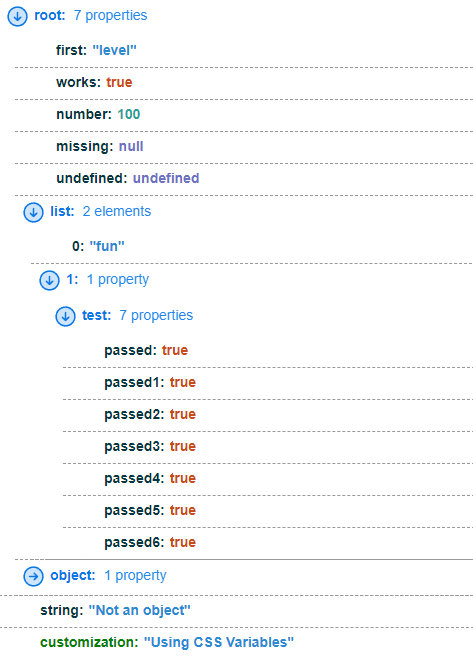 root: 7 properties
first: "level"
works: true
number: 100
missing: null
undefined: undefined
list: 2 elements
0: "fun"
1: 1 property
test: 7 properties
passed: true
passed1: true
passed2: true
passed3: true
passed4: true
passed5: true
passed6: true
object: 1 property
string: "Not an object"
customization: "Using CSS Variables"